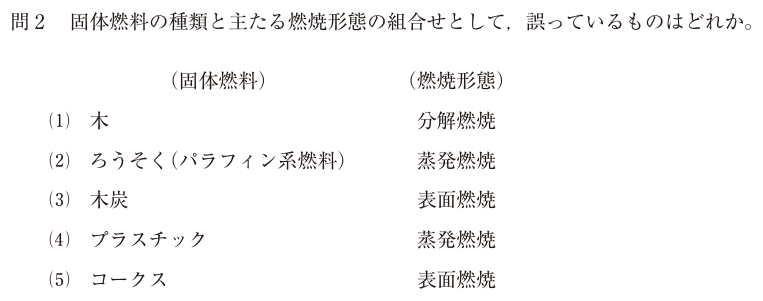 問2 固体燃料の種類と主たる燃焼形態の組合せとして，誤っているものはどれか。
（固体燃料） （燃焼形態）
⑴ 木 分解燃焼
⑵ ろうそく（パラフィン系燃料） 蒸発燃焼
⑶ 木炭 表面燃焼
⑷ プラスチック 蒸発燃焼
⑸ コークス 表面燃焼